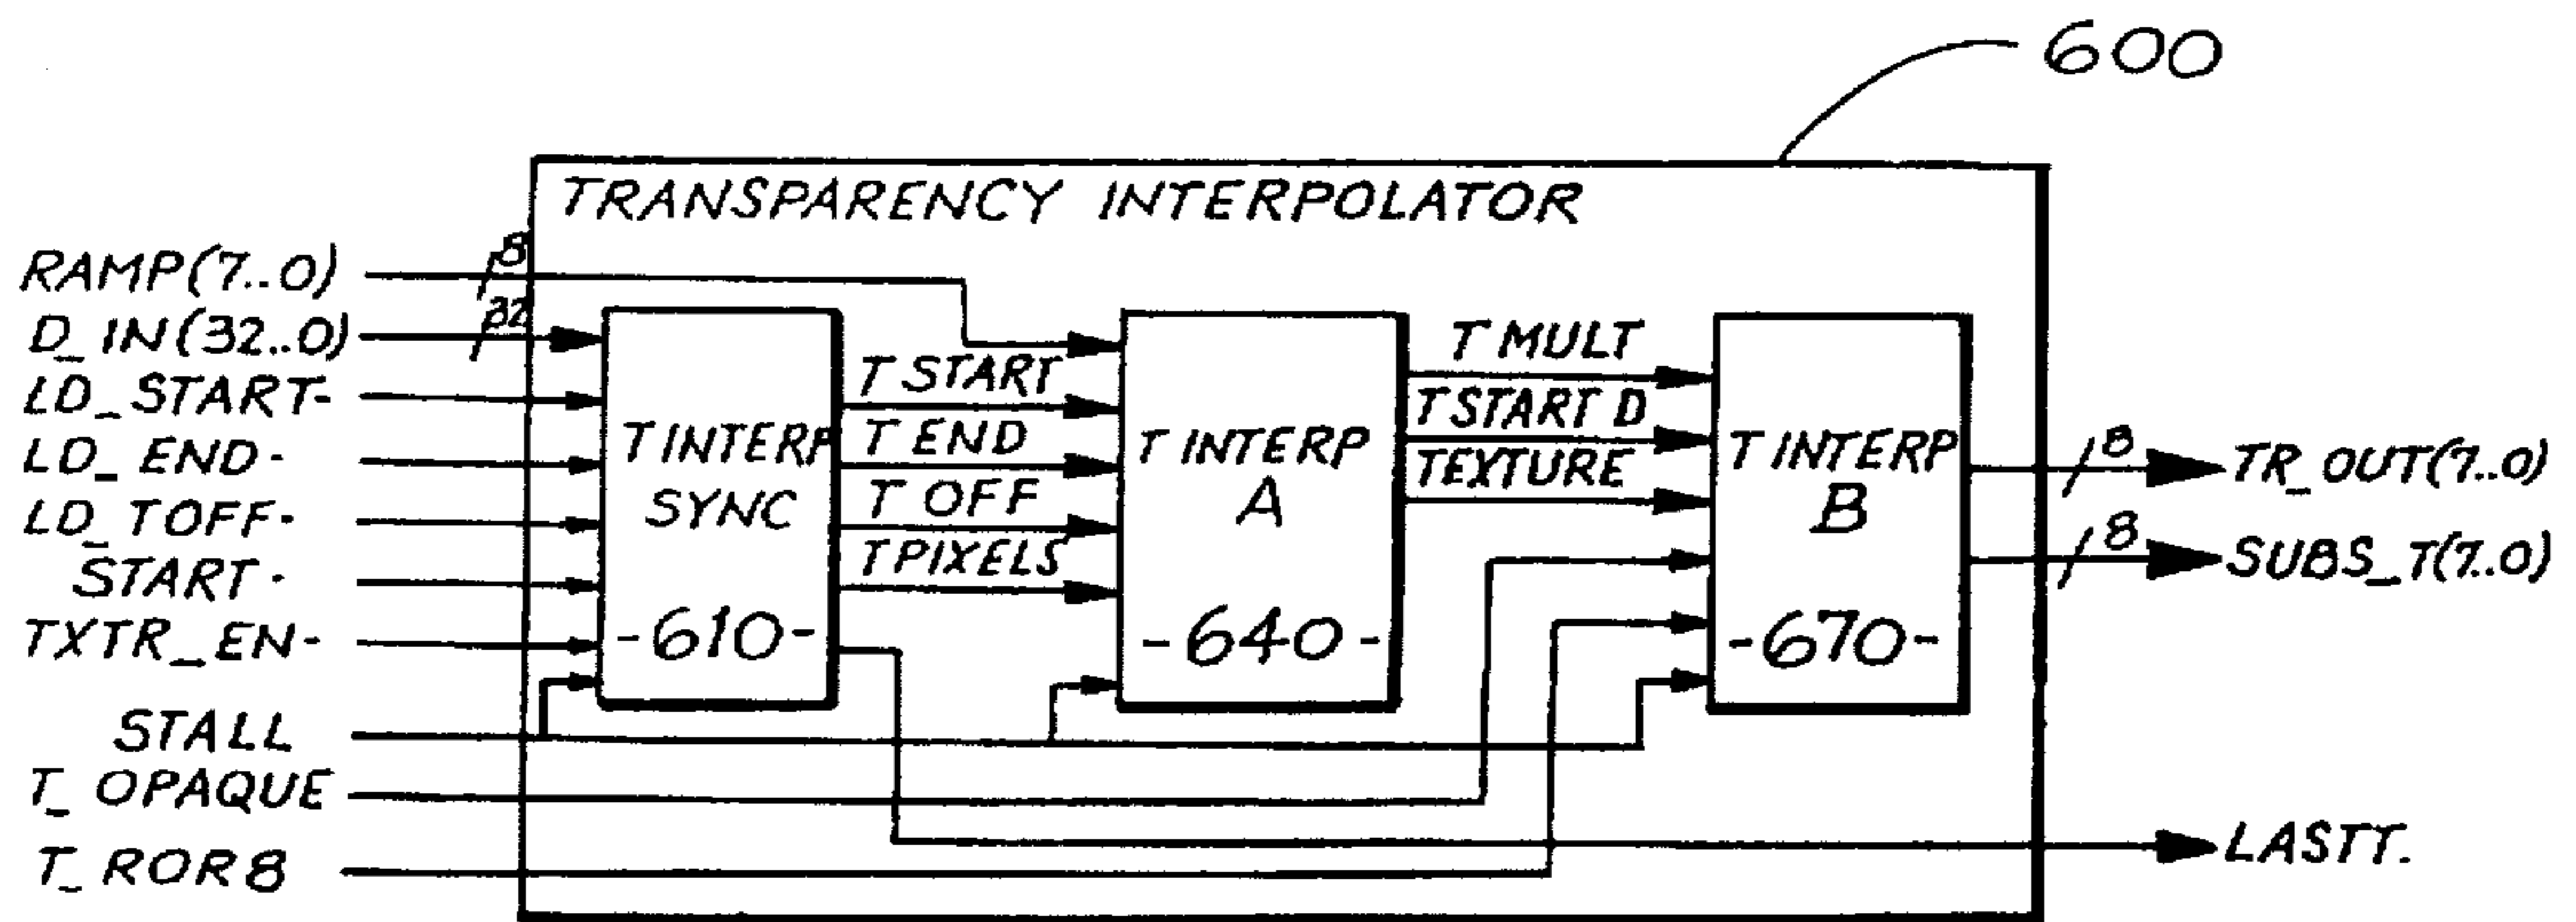 600
TRANSPARENCY INTERPOLATOR
RAMP(7..0)
8
D_IN(32..0)
32
LD_START-
LD_END-
LD_TOFF-
START-
TXTR_EN-
STALL
T_OPAQUE
T_ROR8
T INTERP
SYNC
-610-
T START
T END
T OFF
T PIXELS
T INTERP
A
-640-
T MULT
T START D
TEXTURE
T INTERP
B
-670-
8
TR_OUT(7..0)
8
SUBS_T(7..0)
LASTT.